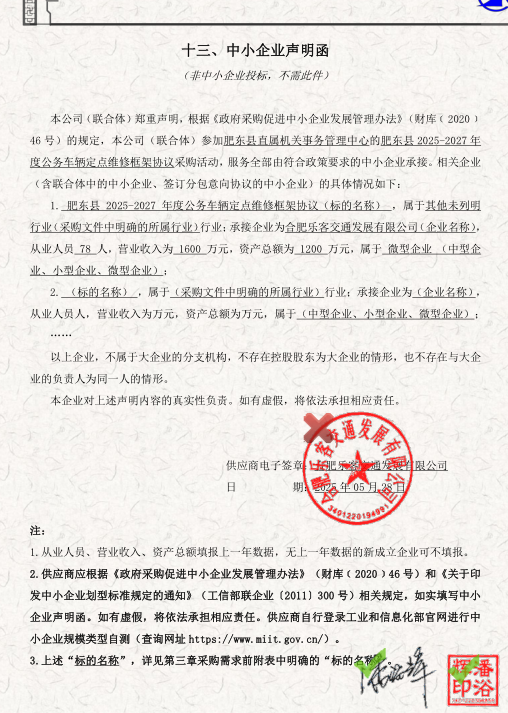 十三、中小企业声明函
（非中小企业投标，不需此件）
本公司（联合体）郑重声明，根据《政府采购促进中小企业发展管理办法》（财库﹝2020﹞
46 号）的规定，本公司（联合体）参加肥东县直属机关事务管理中心的肥东县 2025-2027 年
度公务车辆定点维修框架协议采购活动，服务全部由符合政策要求的中小企业承接。相关企业
（含联合体中的中小企业、签订分包意向协议的中小企业）的具体情况如下：
1. 肥东县 2025-2027 年度公务车辆定点维修框架协议（标的名称） ，属于其他未列明
行业（采购文件中明确的所属行业）行业；承接企业为合肥乐客交通发展有限公司（企业名称），
从业人员 78 人，营业收入为 1600 万元，资产总额为 1200 万元，属于 微型企业 （中型企
业、小型企业、微型企业）；
2. （标的名称） ，属于（采购文件中明确的所属行业）行业；承接企业为（企业名称），
从业人员人，营业收入为万元，资产总额为万元，属于（中型企业、小型企业、微型企业）；
……
以上企业，不属于大企业的分支机构，不存在控股股东为大企业的情形，也不存在与大企
业的负责人为同一人的情形。
本企业对上述声明内容的真实性负责。如有虚假，将依法承担相应责任。
供应商电子签章：合肥乐客交通发展有限公司
日 期：2025 年 05 月 28 日
合肥乐客交通发展有限公司
3401220194991
注：
1.从业人员、营业收入、资产总额填报上一年数据，无上一年数据的新成立企业可不填报。
2.供应商应根据《政府采购促进中小企业发展管理办法》（财库﹝2020﹞46 号）和《关于印
发中小企业划型标准规定的通知》（工信部联企业﹝2011﹞300 号）相关规定，如实填写中小
企业声明函。如有虚假，将依法承担相应责任。供应商自行登录工业和信息化部官网进行中
小企业规模类型自测（查询网址 https://www.miit.gov.cn/）。
3.上述“标的名称”，详见第三章采购需求前附表中明确的“标的名称”。
潘浴辉印